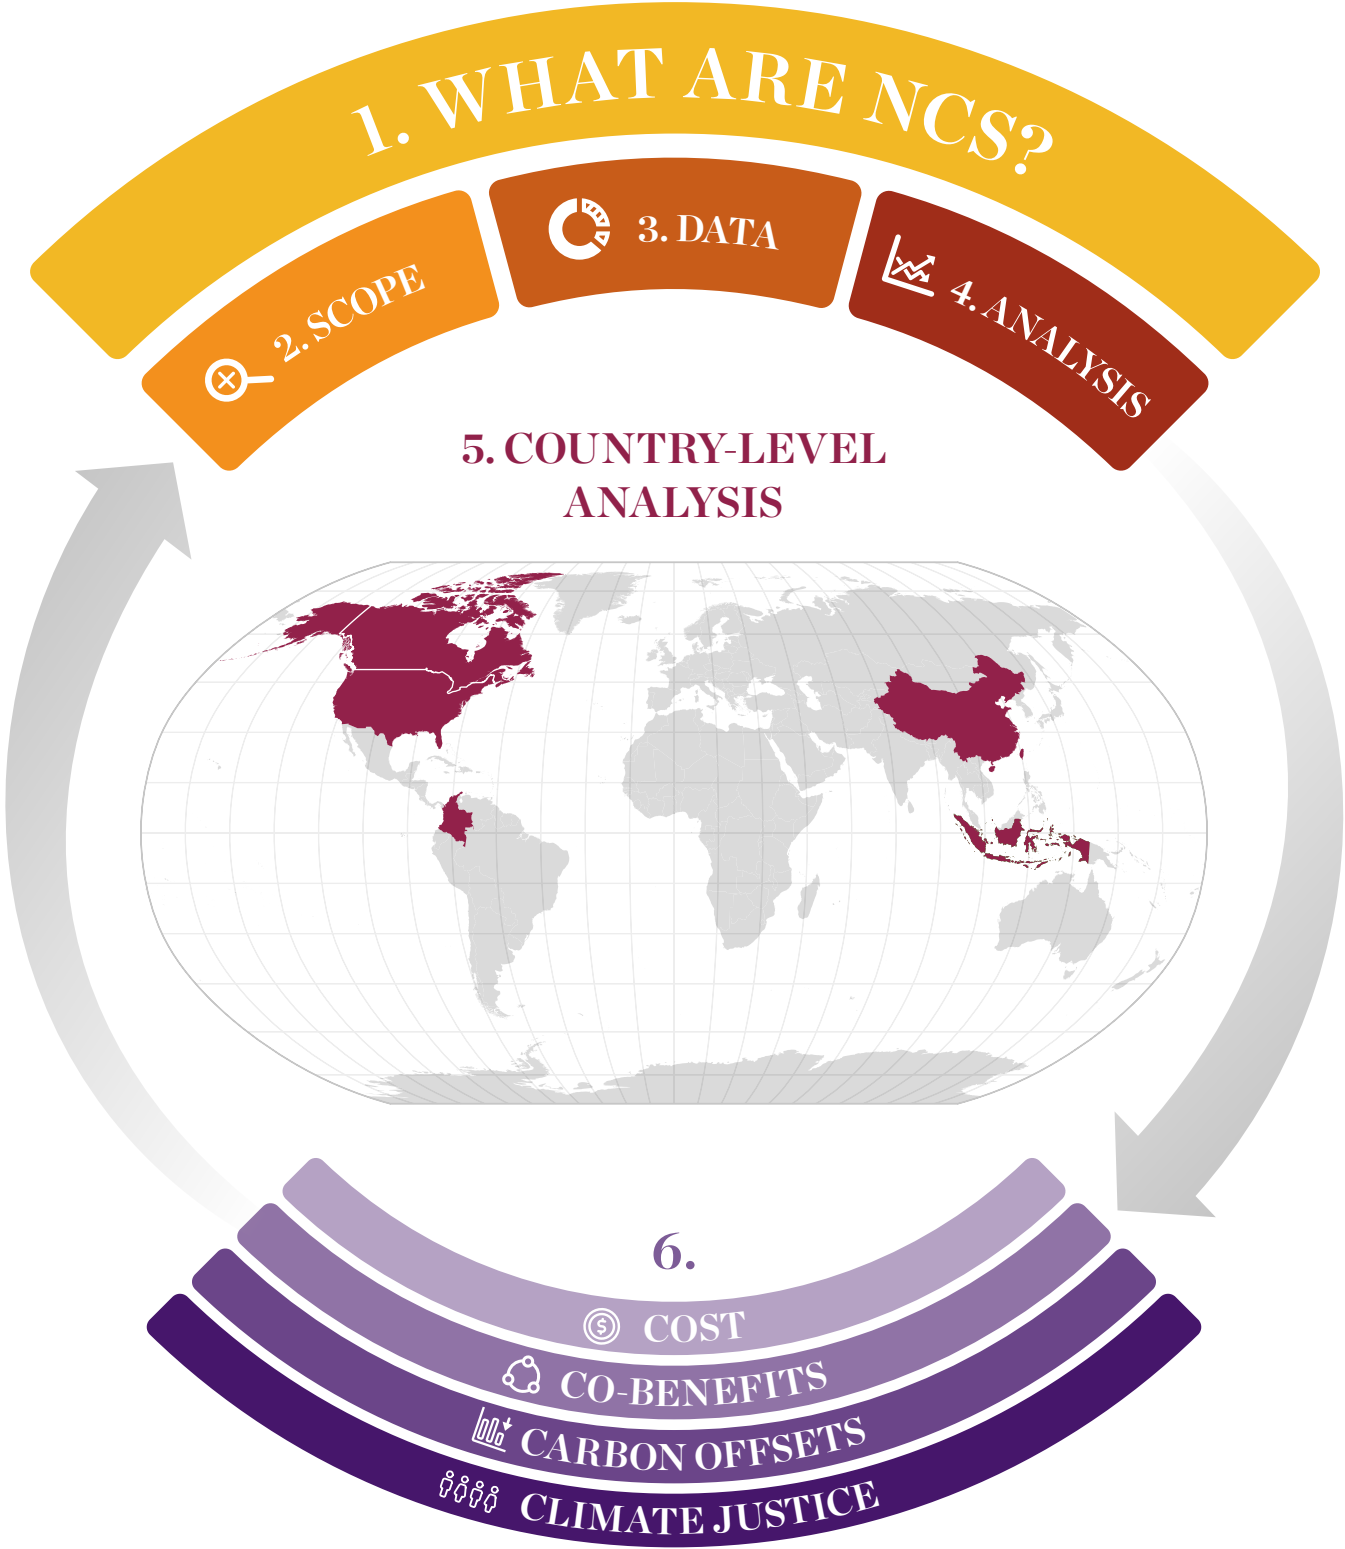 1. WHAT ARE NCS?
2. SCOPE
3. DATA
4. ANALYSIS
5. COUNTRY-LEVEL
ANALYSIS
6.
$ COST
CO-BENEFITS
CARBON OFFSETS
CLIMATE JUSTICE